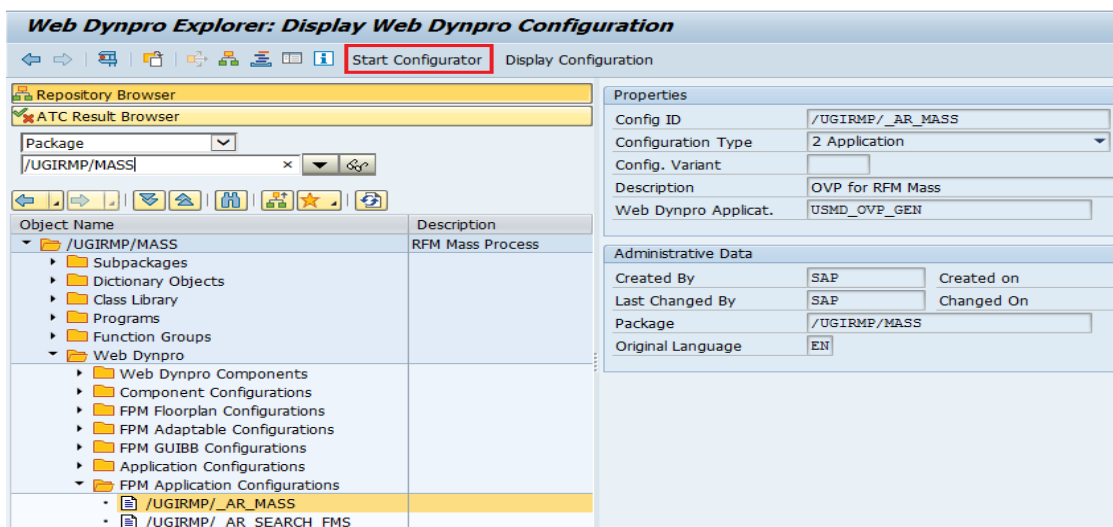 Web Dynpro Explorer: Display Web Dynpro Configuration
Start Configurator Display Configuration
Repository Browser
ATC Result Browser
Package
/UGIRMP/MASS
Object Name Description
/UGIRMP/MASS RFM Mass Process
Subpackages
Dictionary Objects
Class Library
Programs
Function Groups
Web Dynpro
Web Dynpro Components
Component Configurations
FPM Floorplan Configurations
FPM Adaptable Configurations
FPM GUIBB Configurations
Application Configurations
FPM Application Configurations
/UGIRMP/_AR_MASS
/UGIRMP/_AR_SEARCH_FMS
Properties
Config ID /UGIRMP/_AR_MASS
Configuration Type 2 Application
Config. Variant
Description OVP for RFM Mass
Web Dynpro Applicat. USMD_OVP_GEN
Administrative Data
Created By SAP Created on
Last Changed By SAP Changed On
Package /UGIRMP/MASS
Original Language EN